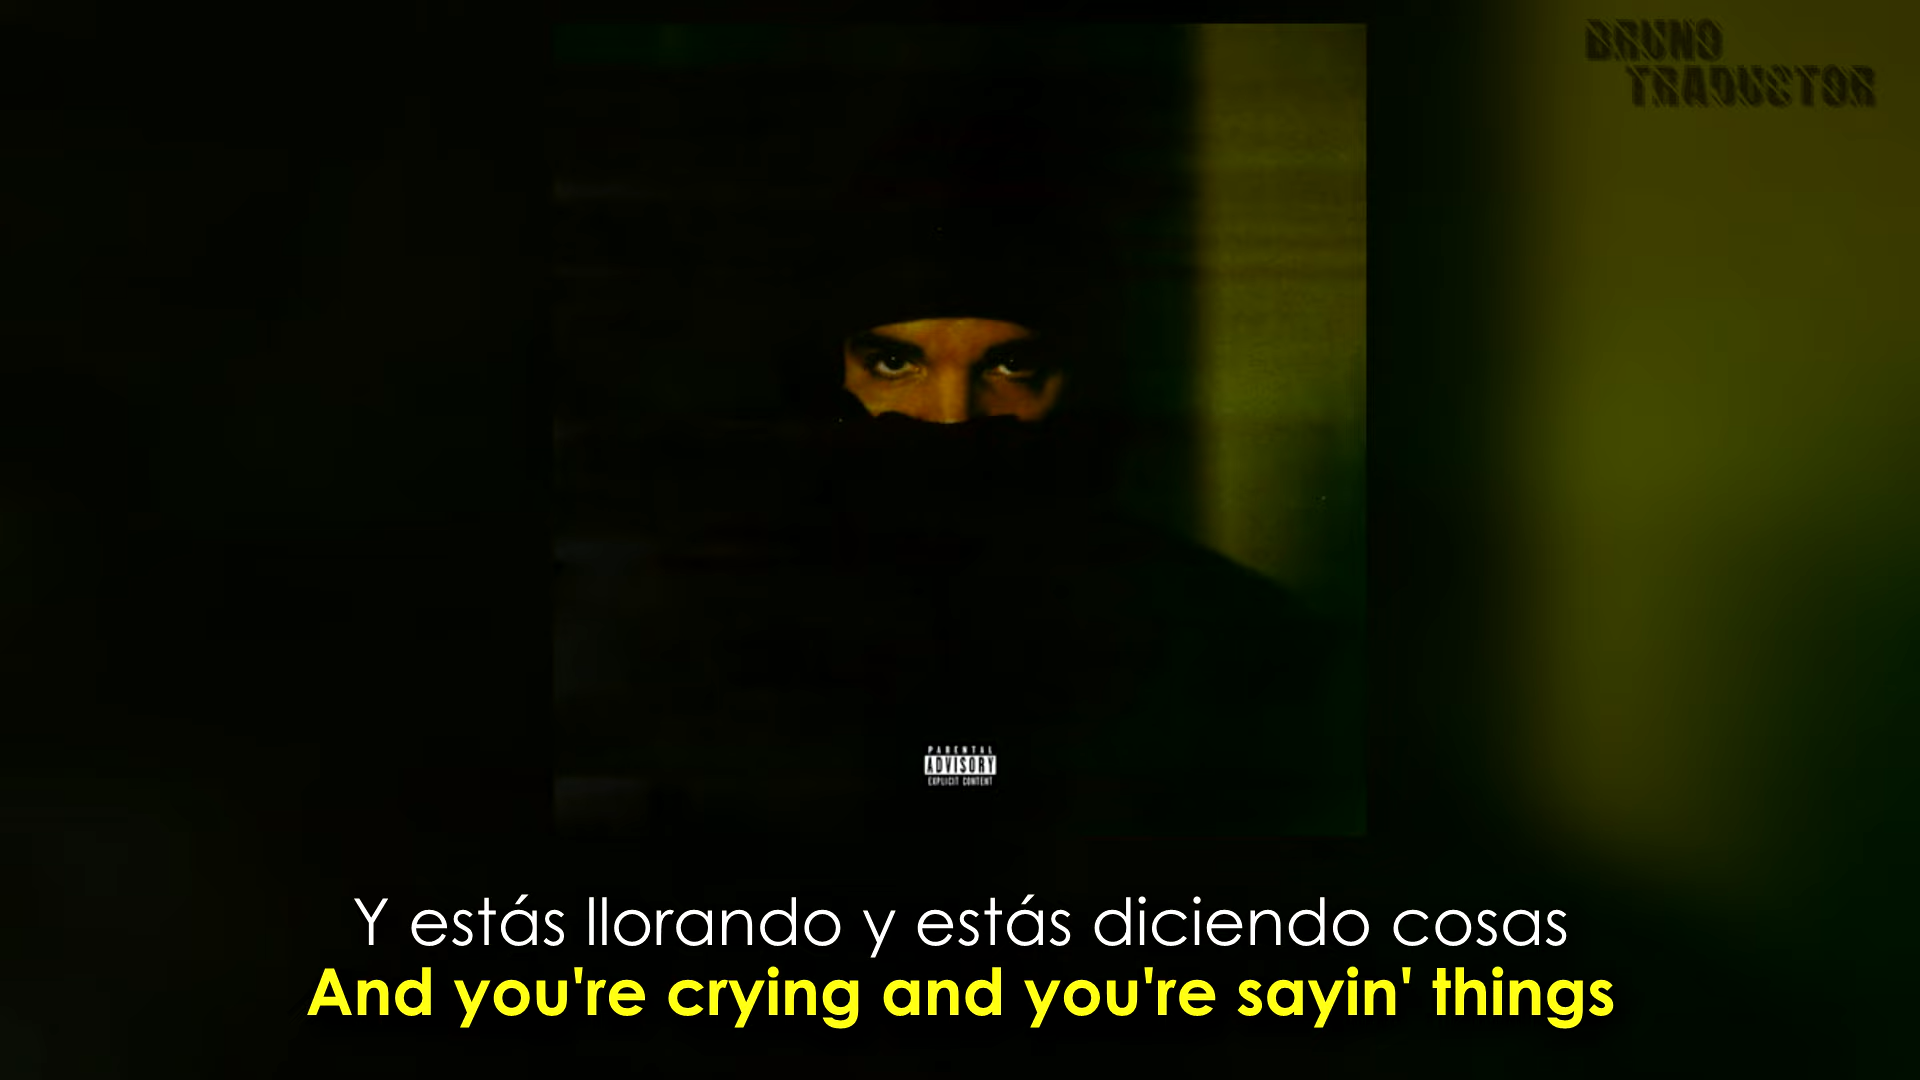 BRUNO
TRADUCTOR
PARENTAL
ADVISORY
EXPLICIT CONTENT
Y estás llorando y estás diciendo cosas
And you're crying and you're sayin' things